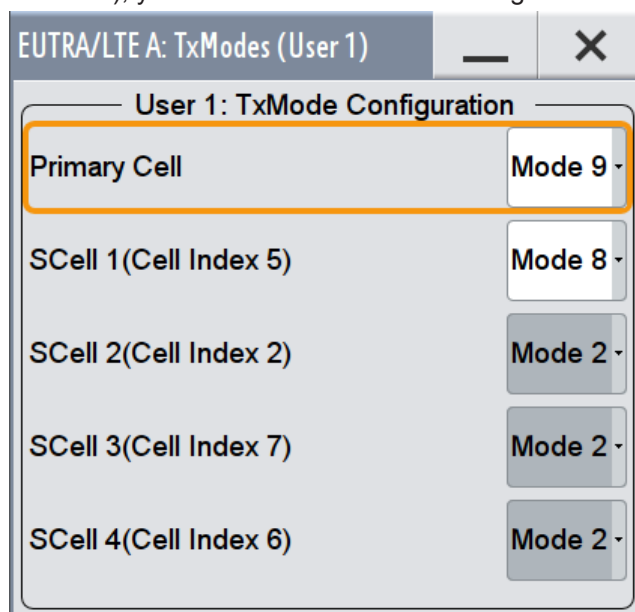 EUTRA/LTE A: TxModes (User 1)
User 1: TxMode Configuration
Primary Cell Mode 9
SCell 1(Cell Index 5) Mode 8
SCell 2(Cell Index 2) Mode 2
SCell 3(Cell Index 7) Mode 2
SCell 4(Cell Index 6) Mode 2